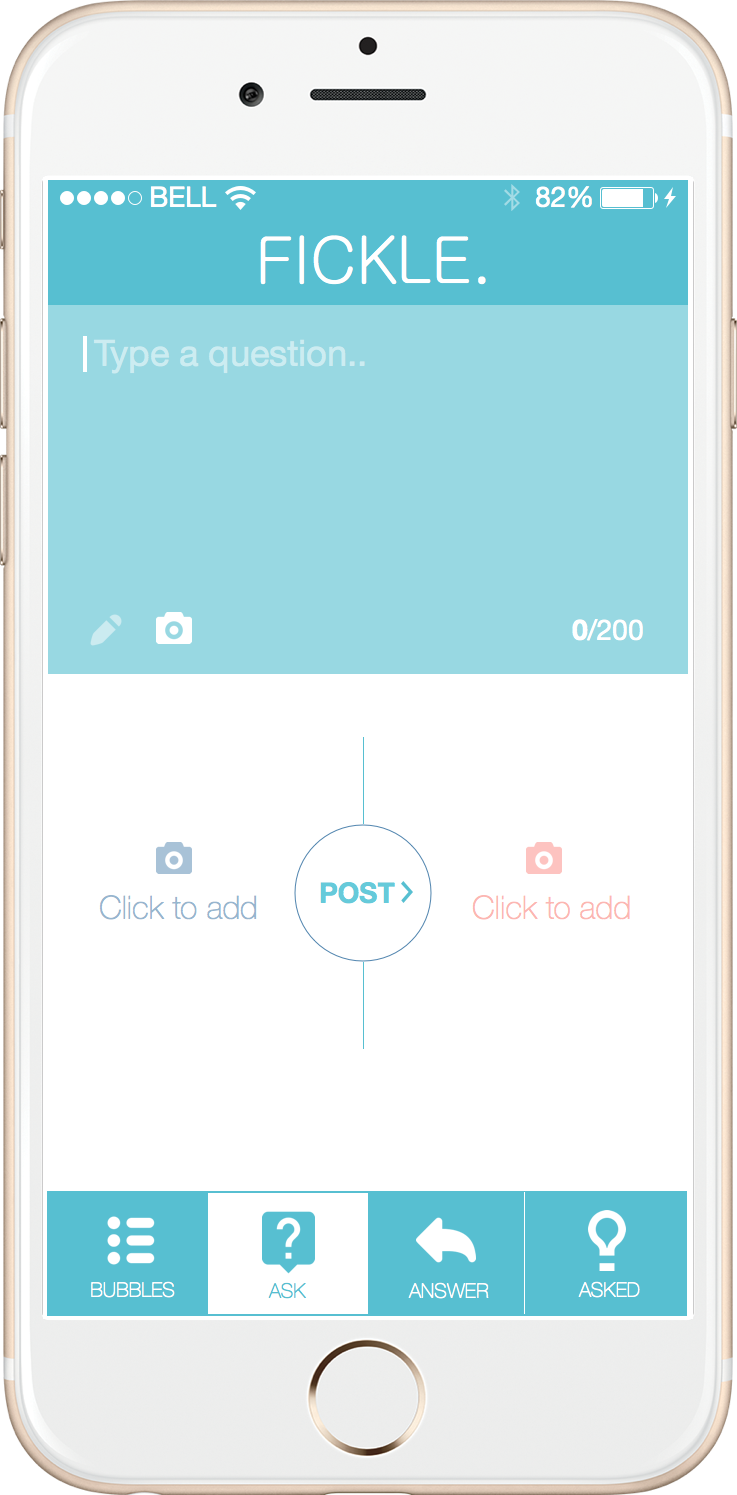 BELL 82%
FICKLE.
Type a question..
0/200
Click to add POST Click to add
BUBBLES ASK ANSWER ASKED